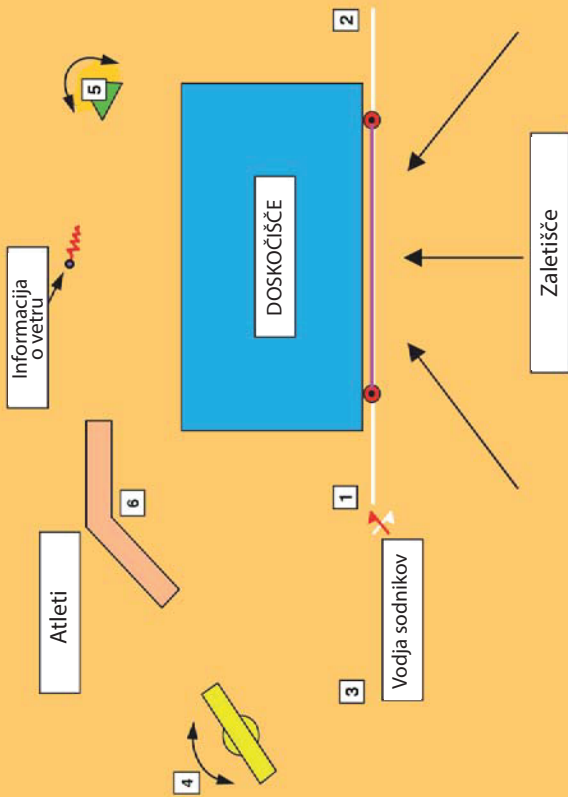 Informacija
o vetru
Atleti
5
6
4
DOSKOČIŠČE
3
1
2
Vodja sodnikov
Zaletišče